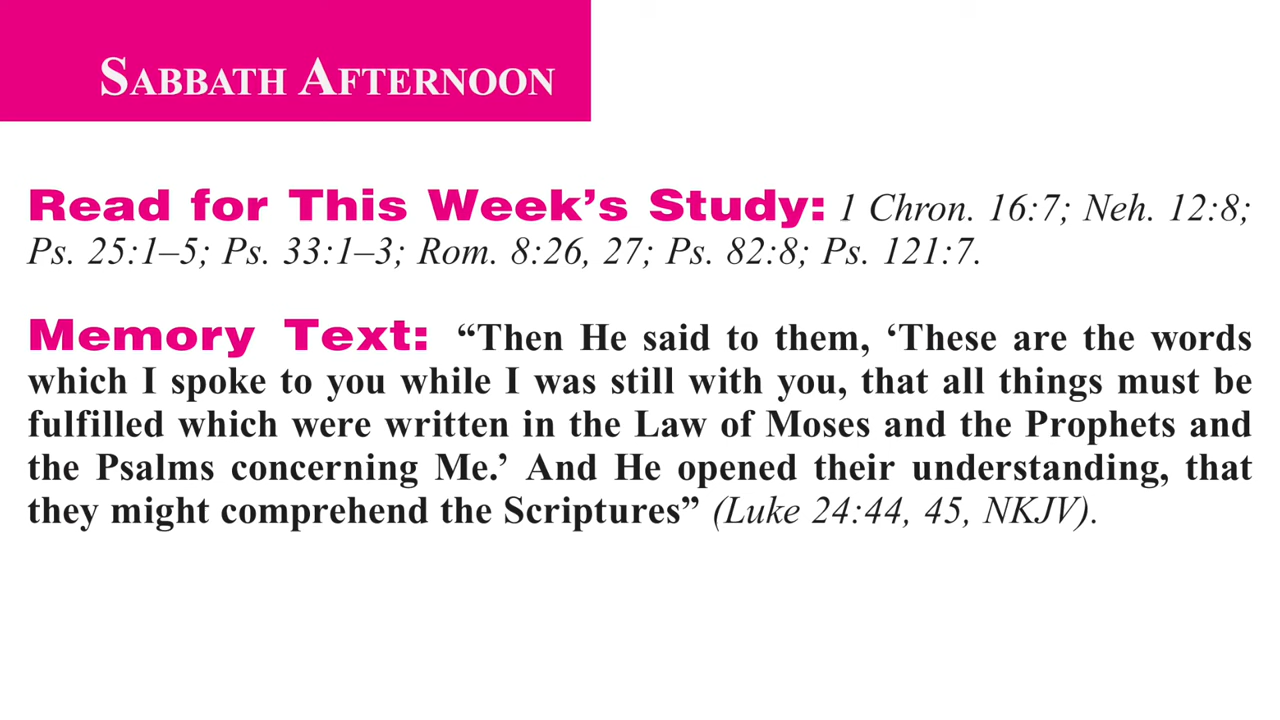 SABBATH AFTERNOON
Read for This Week’s Study: 1 Chron. 16:7; Neh. 12:8;
Ps. 25:1–5; Ps. 33:1–3; Rom. 8:26, 27; Ps. 82:8; Ps. 121:7.
Memory Text: “Then He said to them, ‘These are the words
which I spoke to you while I was still with you, that all things must be
fulfilled which were written in the Law of Moses and the Prophets and
the Psalms concerning Me.’ And He opened their understanding, that
they might comprehend the Scriptures” (Luke 24:44, 45, NKJV).